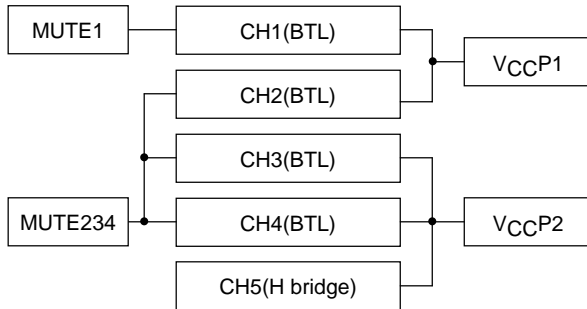 MUTE1
CH1(BTL)
VCCP1
CH2(BTL)
CH3(BTL)
MUTE234
CH4(BTL)
VCCP2
CH5(H bridge)